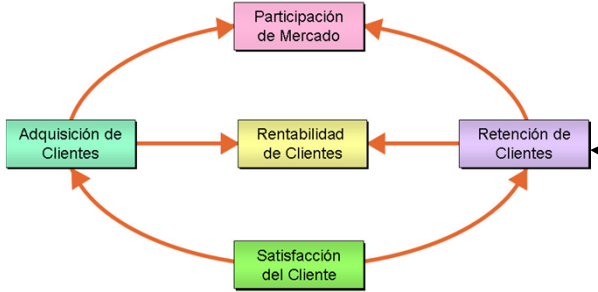 Participación
de Mercado
Adquisición de
Clientes
Rentabilidad
de Clientes
Retención de
Clientes
Satisfacción
del Cliente